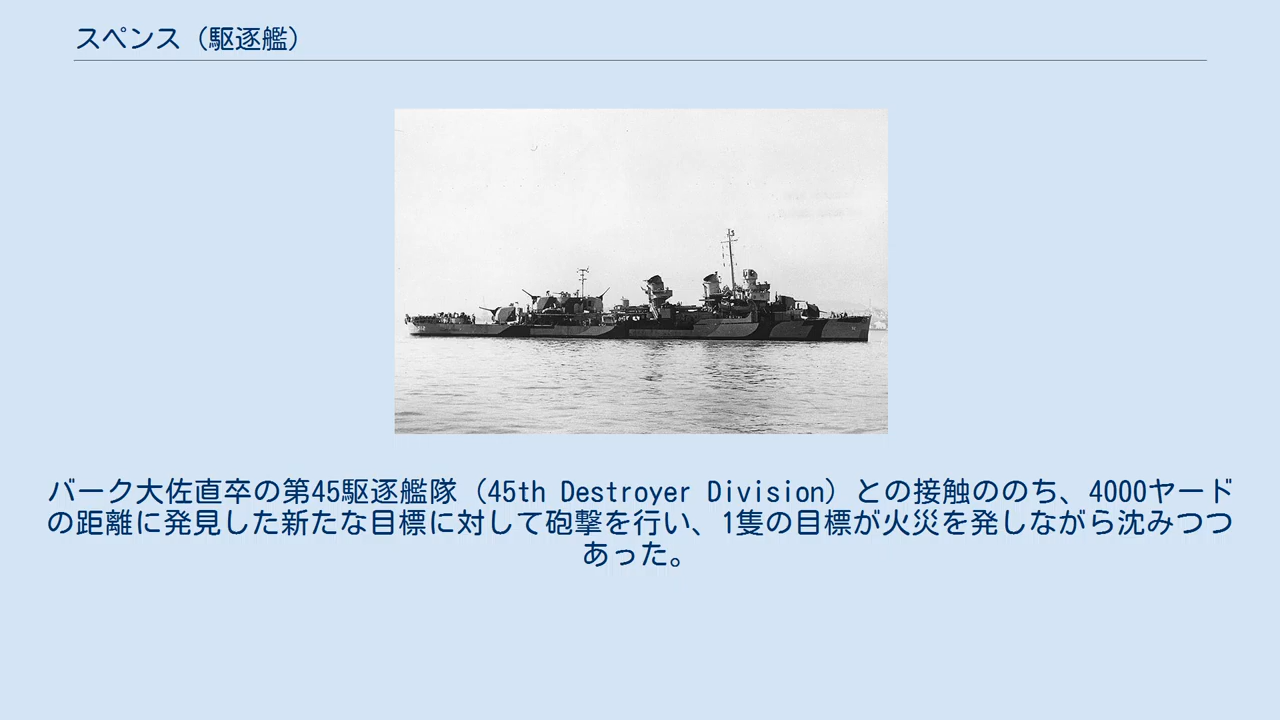 スペンス（駆逐艦）
バーク大佐直卒の第45駆逐艦隊（45th Destroyer Division）との接触ののち、4000ヤード
の距離に発見した新たな目標に対して砲撃を行い、1隻の目標が火災を発しながら沈みつつ
あった。